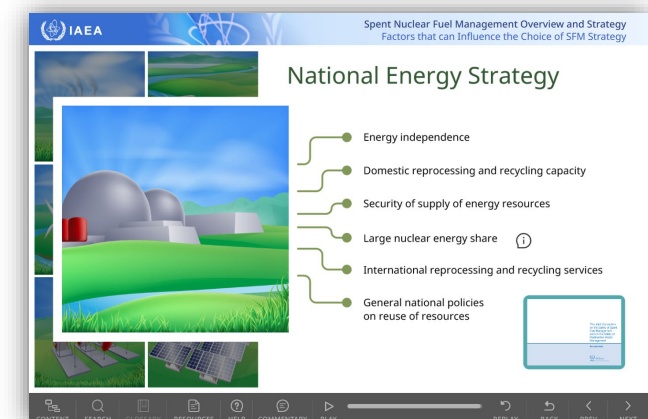 IAEA
Spent Nuclear Fuel Management Overview and Strategy
Factors that can Influence the Choice of SFM Strategy
National Energy Strategy
Energy independence
Domestic reprocessing and recycling capacity
Security of supply of energy resources
Large nuclear energy share
International reprocessing and recycling services
General national policies
on reuse of resources
CONTENT SEARCH GLOSSARY RESOURCES HELP COMMENTARY PLAY REPLAY BACK PREV NEXT